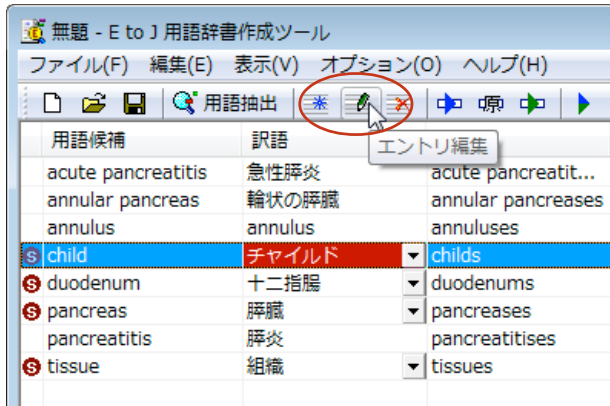 無題 - E to J 用語辞書作成ツール
ファイル(F) 編集(E) 表示(V) オプション(O) ヘルプ(H)
用語抽出 原
用語候補 訳語
エントリ編集
acute pancreatitis 急性膵炎 acute pancreatit...
annular pancreas 輪状の膵臓 annular pancreases
annulus annulus annuluses
S child チャイルド childs
S duodenum 十二指腸 duodenums
S pancreas 膵臓 pancreases
pancreatitis 膵炎 pancreatitises
S tissue 組織 tissues